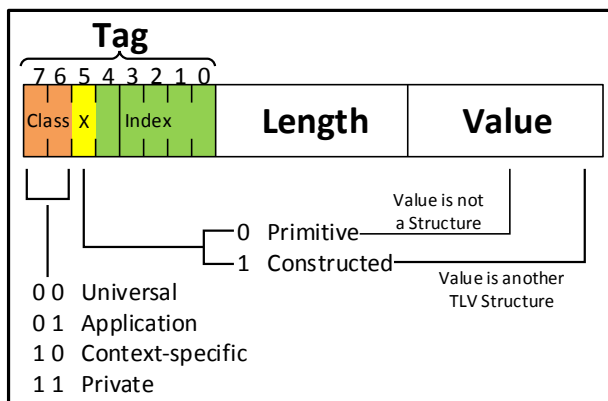 Tag
7 6 5 4 3 2 1 0
Class X Index Length Value
Value is not
a Structure
0 Primitive
1 Constructed
Value is another
TLV Structure
0 0 Universal
0 1 Application
1 0 Context-specific
1 1 Private